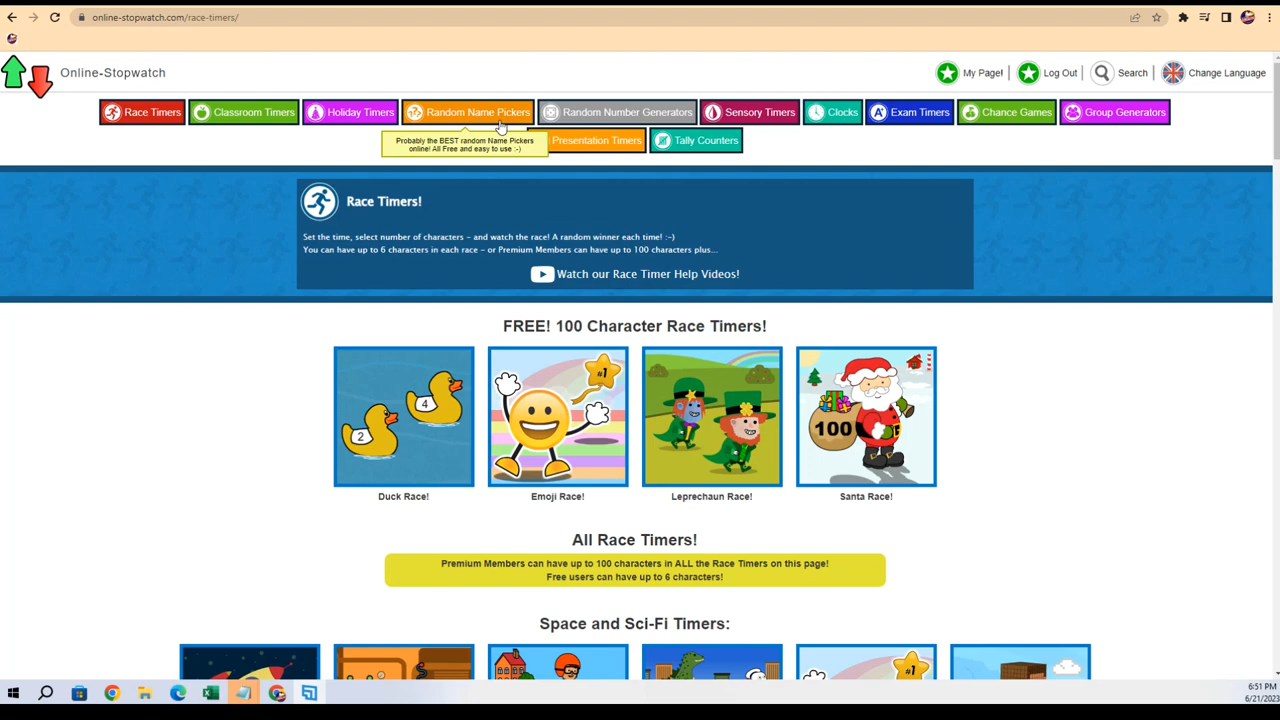 online-stopwatch.com/race-timers/
Online-Stopwatch
My Page!
Log Out
Search
Change Language
Race Timers
Classroom Timers
Holiday Timers
Random Name Pickers
Random Number Generators
Sensory Timers
Clocks
Exam Timers
Chance Games
Group Generators
Probably the BEST random Name Pickers
online! All Free and easy to use :-)
Presentation Timers
Tally Counters
Race Timers!
Set the time, select number of characters - and watch the race! A random winner each time! :-)
You can have up to 6 characters in each race - or Premium Members can have up to 100 characters plus...
Watch our Race Timer Help Videos!
FREE! 100 Character Race Timers!
2
4
#1
100
Duck Race!
Emoji Race!
Leprechaun Race!
Santa Race!
All Race Timers!
Premium Members can have up to 100 characters in ALL the Race Timers on this page!
Free users can have up to 6 characters!
Space and Sci-Fi Timers:
#1
6:51 PM
6/21/2023